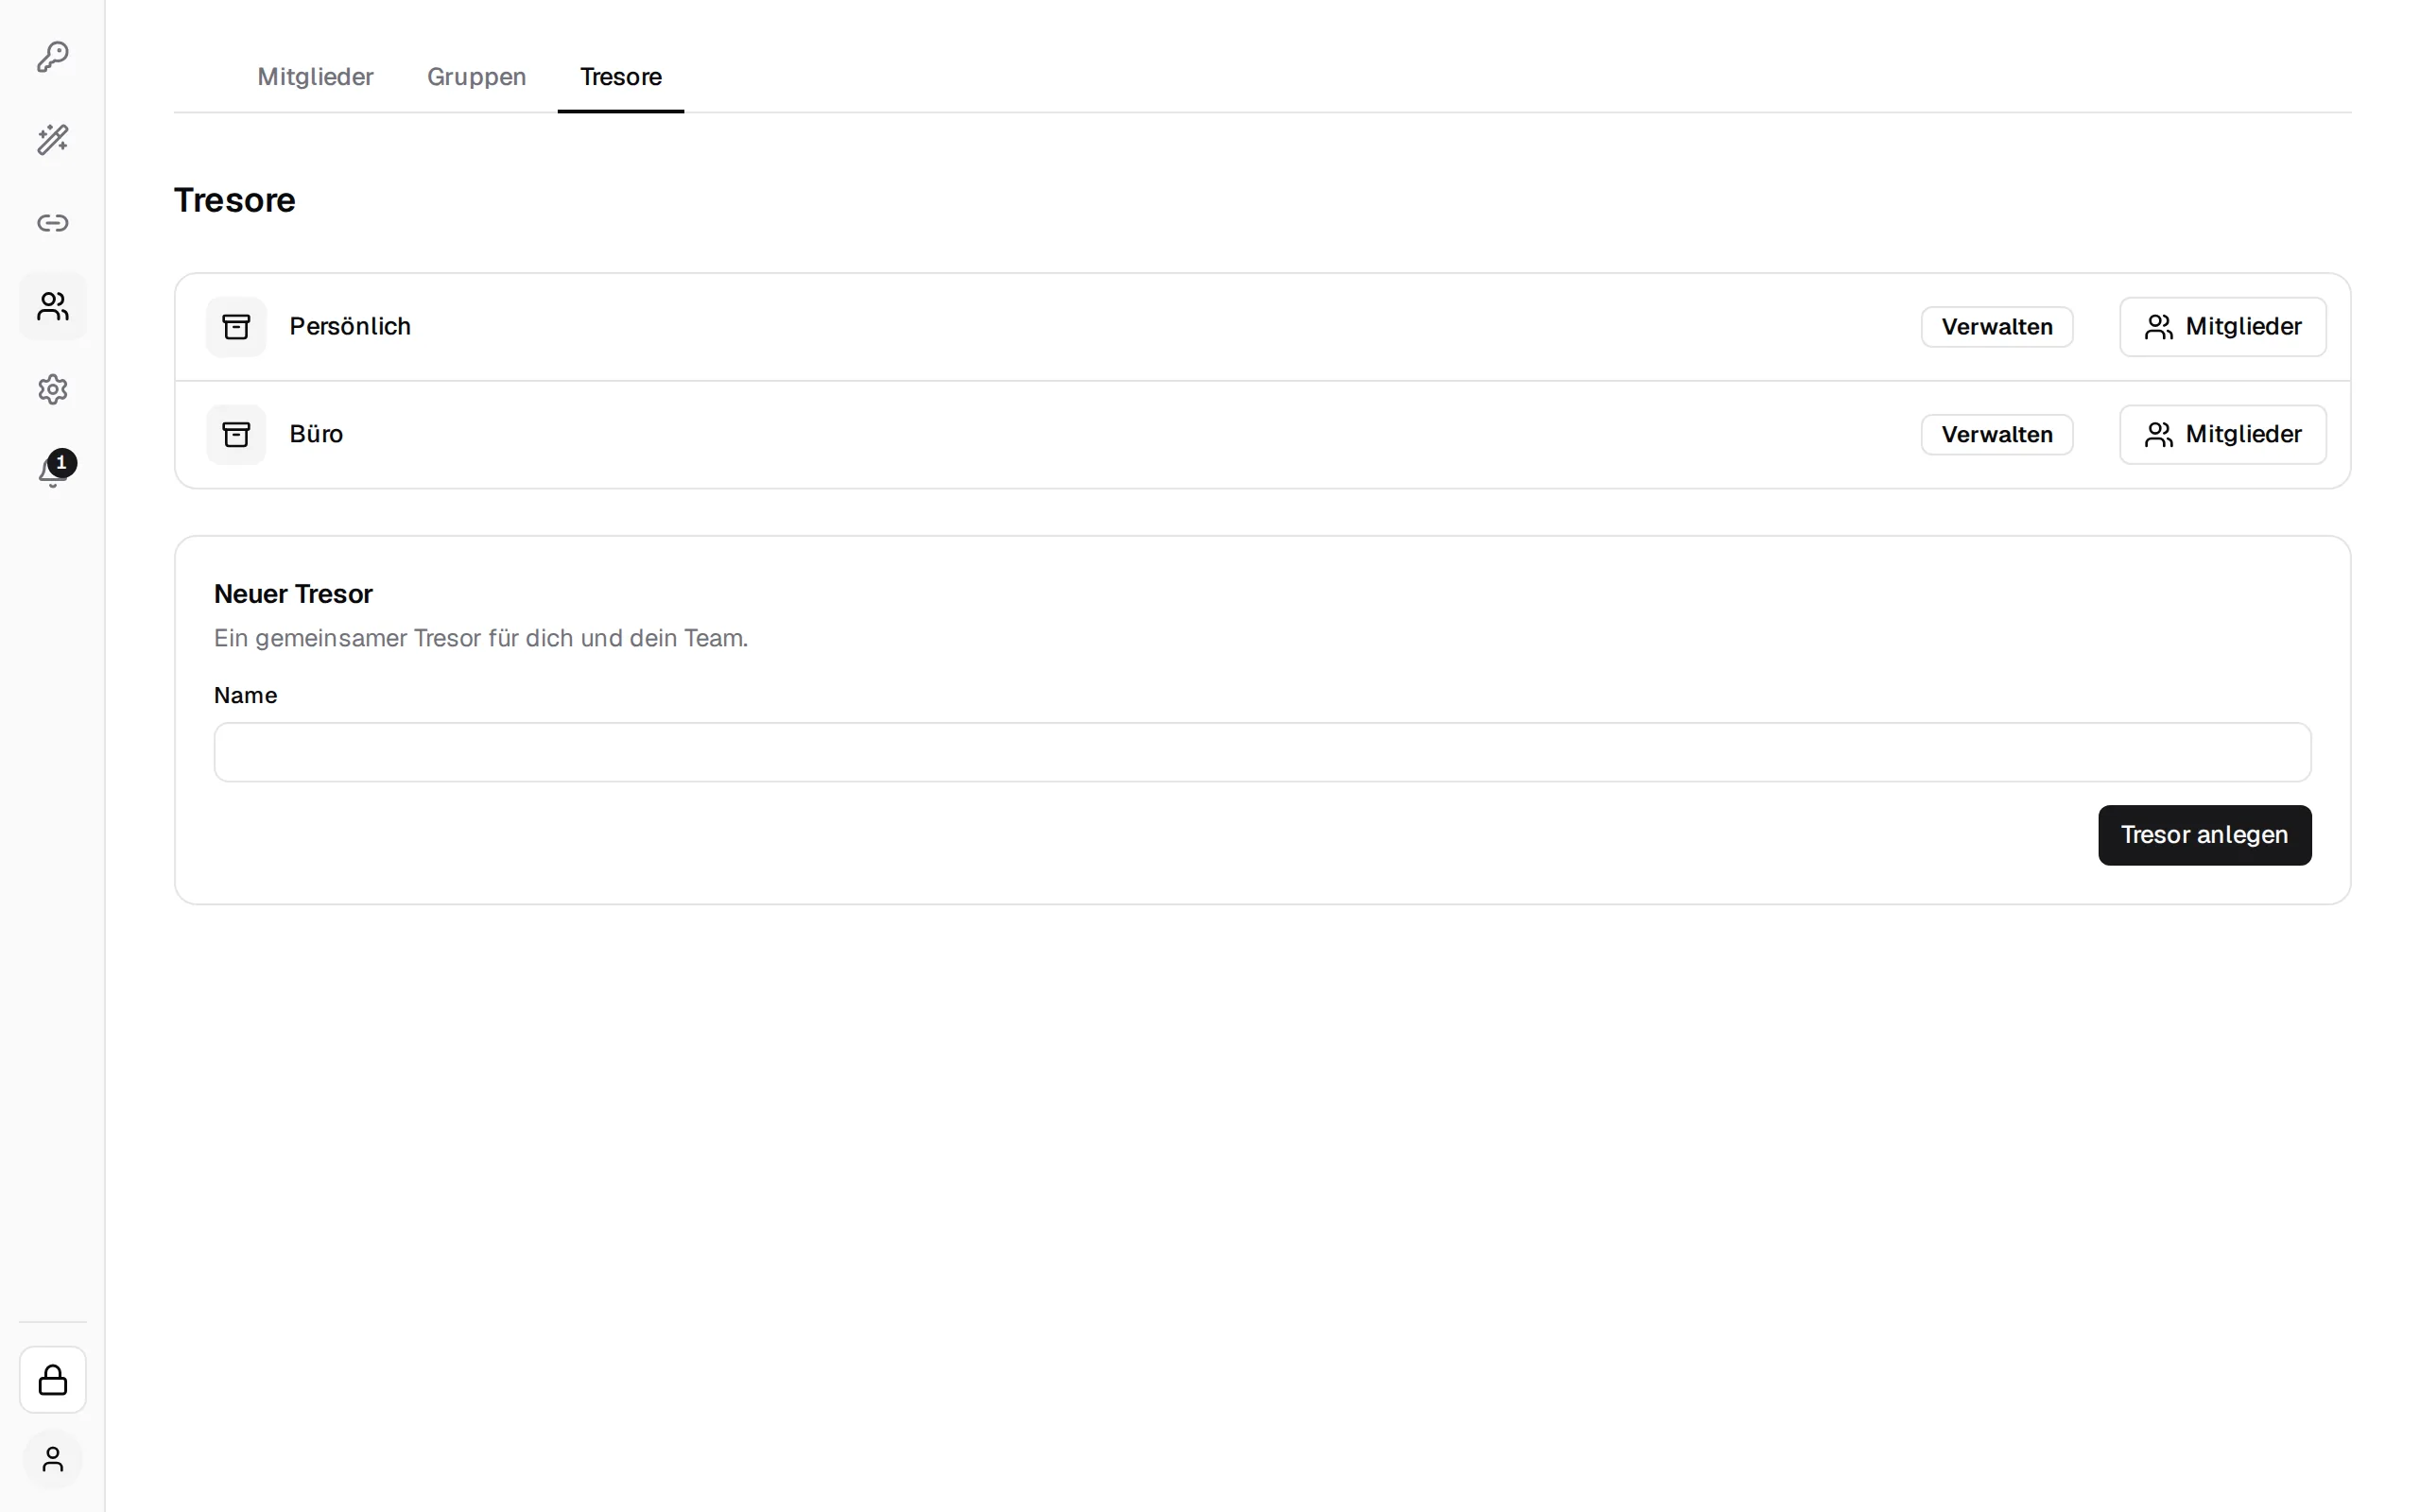 Mitglieder Gruppen Tresore
Tresore
Persönlich Verwalten Mitglieder
Büro Verwalten Mitglieder
1
Neuer Tresor
Ein gemeinsamer Tresor für dich und dein Team.
Name
Tresor anlegen